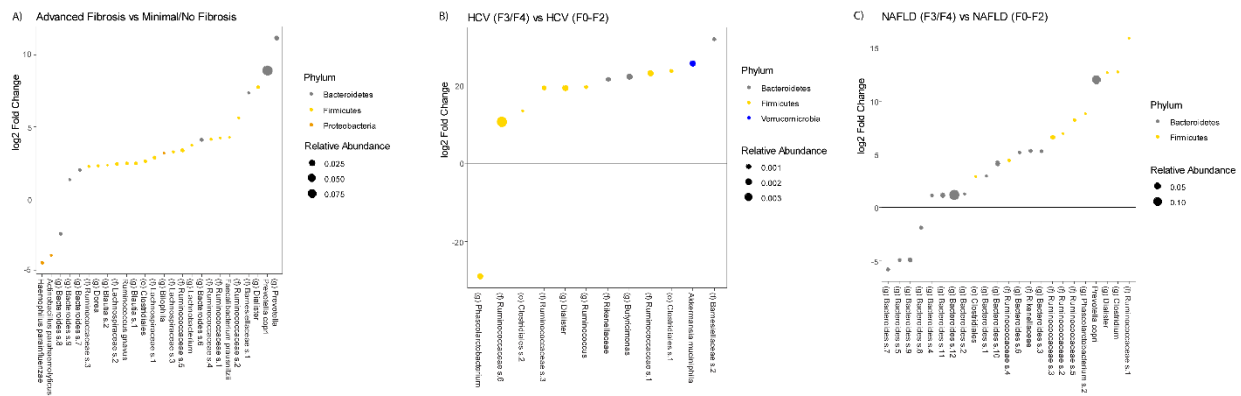 A)
Advanced Fibrosis vs Minimal/No Fibrosis
log2 Fold Change
10
5
0
-5
Haemophilus parainfluenzae
Actinobacillus parahaemolyticus
(g) Bacteroides s.8
(g) Bacteroides s.9
(g) Bacteroides s.7
(f) Ruminococcaceae s.3
(g) Dorea
(g) Blautia s.2
(f) Lachnospiraceae s.2
Ruminococcus gnavus
(g) Blautia s.1
(o) Clostridiales
(f) Lachnospiraceae s.1
(g) Bilophila
(f) Lachnospiraceae s.3
(f) Ruminococcaceae s.5
(g) Lachnobacterium
(g) Bacteroides s.6
(f) Ruminococcaceae s.4
(f) Ruminococcaceae s.1
Faecalibacterium prausnitzii
(f) Ruminococcaceae s.2
(f) Barnesiellaceae s.1
(g) Dialister
Prevotella copri
(g) Prevotella
Phylum
Bacteroidetes
Firmicutes
Proteobacteria
Relative Abundance
0.025
0.050
0.075
B)
HCV (F3/F4) vs HCV (F0-F2)
log2 Fold Change
20
0
-20
(g) Phascolarctobacterium
(f) Ruminococcaceae s.6
(o) Clostridiales s.2
(f) Ruminococcaceae s.3
(g) Dialister
(g) Ruminococcus
(f) Rikenellaceae
(g) Butyricimonas
(f) Ruminococcaceae s.1
(o) Clostridiales s.1
Akkermansia muciniphila
(f) Barnesiellaceae s.2
Phylum
Bacteroidetes
Firmicutes
Verrucomicrobia
Relative Abundance
0.001
0.002
0.003
C)
NAFLD (F3/F4) vs NAFLD (F0-F2)
log2 Fold Change
15
10
5
0
-5
(g) Bacteroides s.7
(g) Bacteroides s.5
(g) Bacteroides s.9
(g) Bacteroides s.8
(g) Bacteroides s.4
(g) Bacteroides s.11
(g) Bacteroides s.12
(g) Bacteroides s.2
(o) Clostridiales
(g) Bacteroides s.1
(g) Bacteroides s.10
(f) Ruminococcaceae s.4
(g) Bacteroides s.6
(f) Rikenellaceae
(g) Bacteroides s.3
(f) Ruminococcaceae s.3
(f) Ruminococcaceae s.2
(f) Ruminococcaceae s.5
(g) Phascolarctobacterium s.2
Prevotella copri
(g) Dialister
(g) Clostridium
(f) Ruminococcaceae s.1
Phylum
Bacteroidetes
Firmicutes
Relative Abundance
0.05
0.10